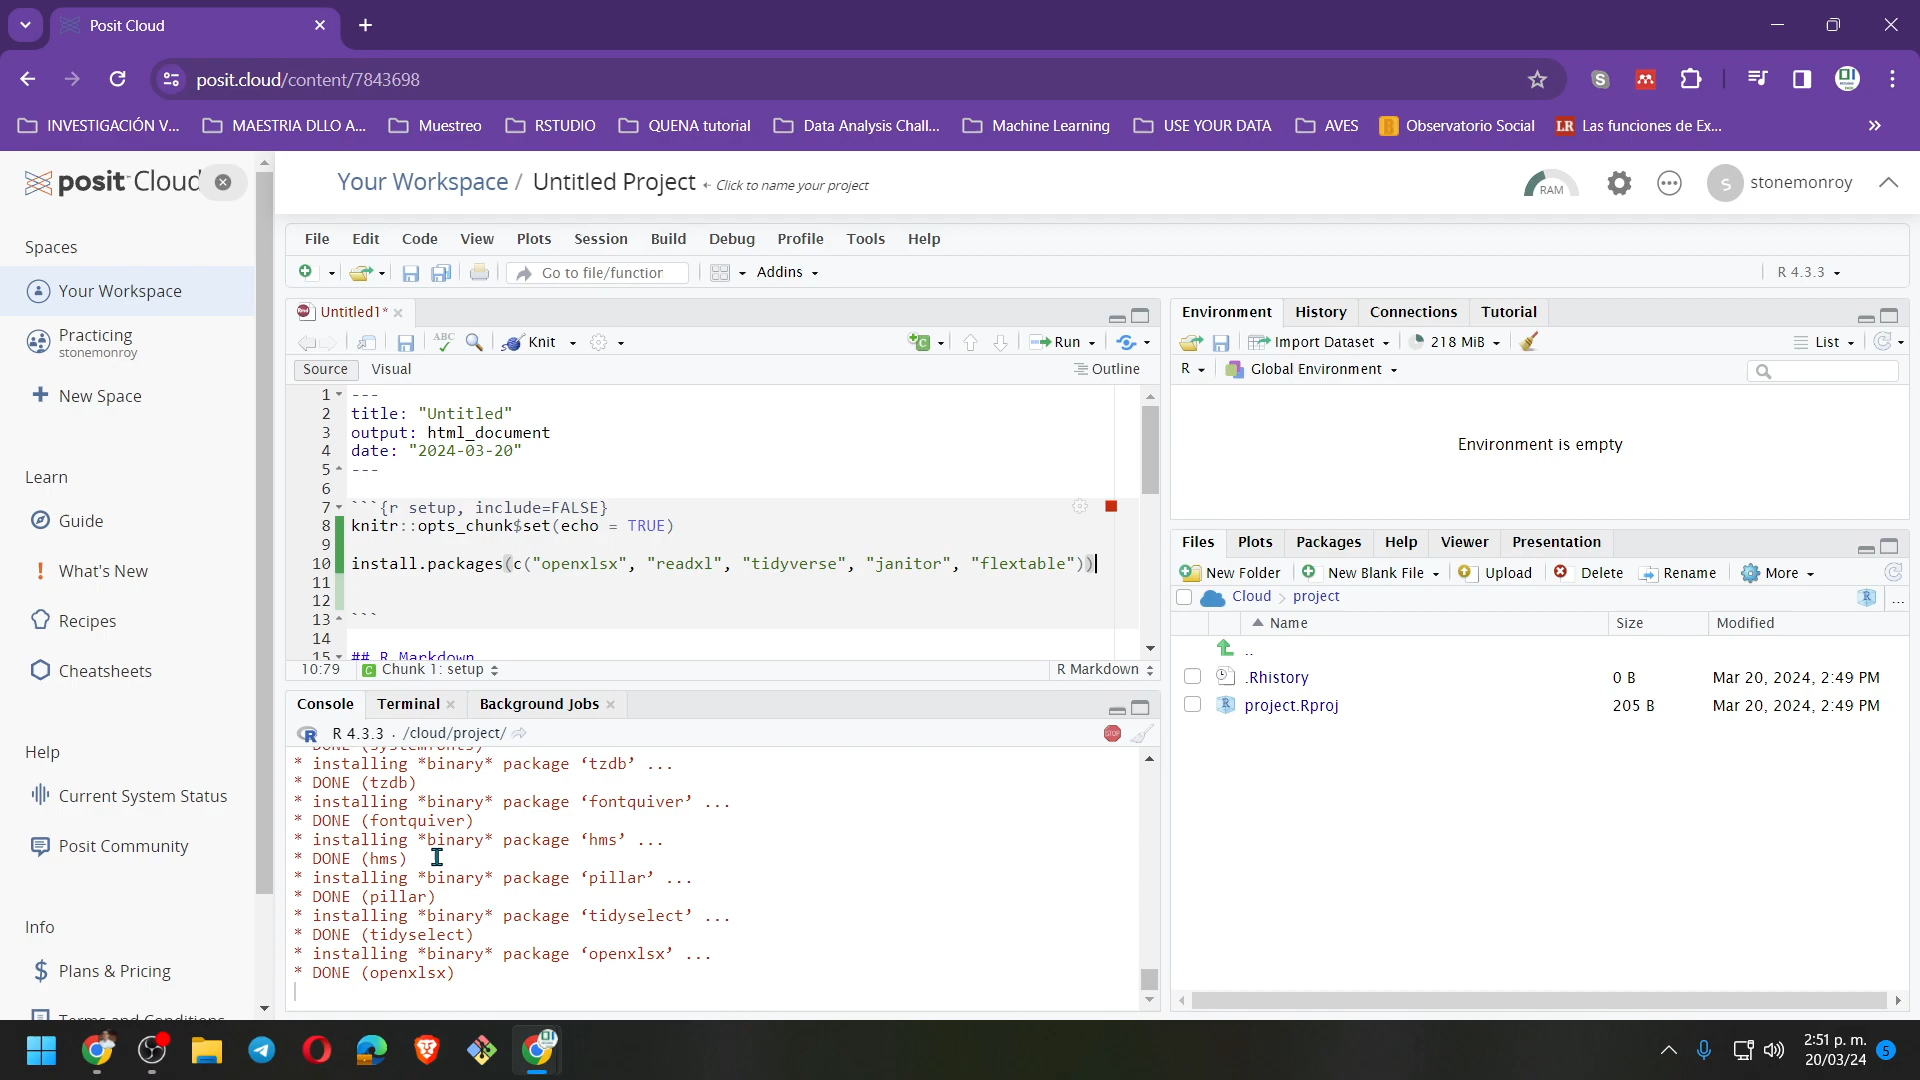 Posit Cloud
posit.cloud/content/7843698
INVESTIGACIÓN V... MAESTRIA DLLO A... Muestreo RSTUDIO QUENA tutorial Data Analysis Chall... Machine Learning USE YOUR DATA AVES Observatorio Social LR Las funciones de Ex...
posit Cloud
Your Workspace / Untitled Project Click to name your project
RAM
S stonemonroy
Spaces
Your Workspace
Practicing
stonemonroy
New Space
Learn
Guide
What's New
Recipes
Cheatsheets
Help
Current System Status
Posit Community
Info
Plans & Pricing
Terms and Conditions
File Edit Code View Plots Session Build Debug Profile Tools Help
Go to file/function Addins R 4.3.3
Untitled1*
ABC Knit Run
Source Visual Outline
1 ---
2 title: "Untitled"
3 output: html_document
4 date: "2024-03-20"
5 ---
6
7 ```{r setup, include=FALSE}
8 knitr::opts_chunk$set(echo = TRUE)
9
10 install.packages(c("openxlsx", "readxl", "tidyverse", "janitor", "flextable"))
11
12
13 ```
14
15 ## R Markdown
10:79 Chunk 1: setup R Markdown
Console Terminal Background Jobs
R 4.3.3 . /cloud/project/
STOP
* DONE (systemfonts)
* installing *binary* package ‘tzdb’ ...
* DONE (tzdb)
* installing *binary* package ‘fontquiver’ ...
* DONE (fontquiver)
* installing *binary* package ‘hms’ ...
* DONE (hms)
* installing *binary* package ‘pillar’ ...
* DONE (pillar)
* installing *binary* package ‘tidyselect’ ...
* DONE (tidyselect)
* installing *binary* package ‘openxlsx’ ...
* DONE (openxlsx)
Environment History Connections Tutorial
Import Dataset 218 MiB List
R Global Environment
Environment is empty
Files Plots Packages Help Viewer Presentation
New Folder New Blank File Upload Delete Rename More
Cloud project ...
Name Size Modified
..
.Rhistory 0 B Mar 20, 2024, 2:49 PM
project.Rproj 205 B Mar 20, 2024, 2:49 PM
2:51 p. m.
20/03/24
5